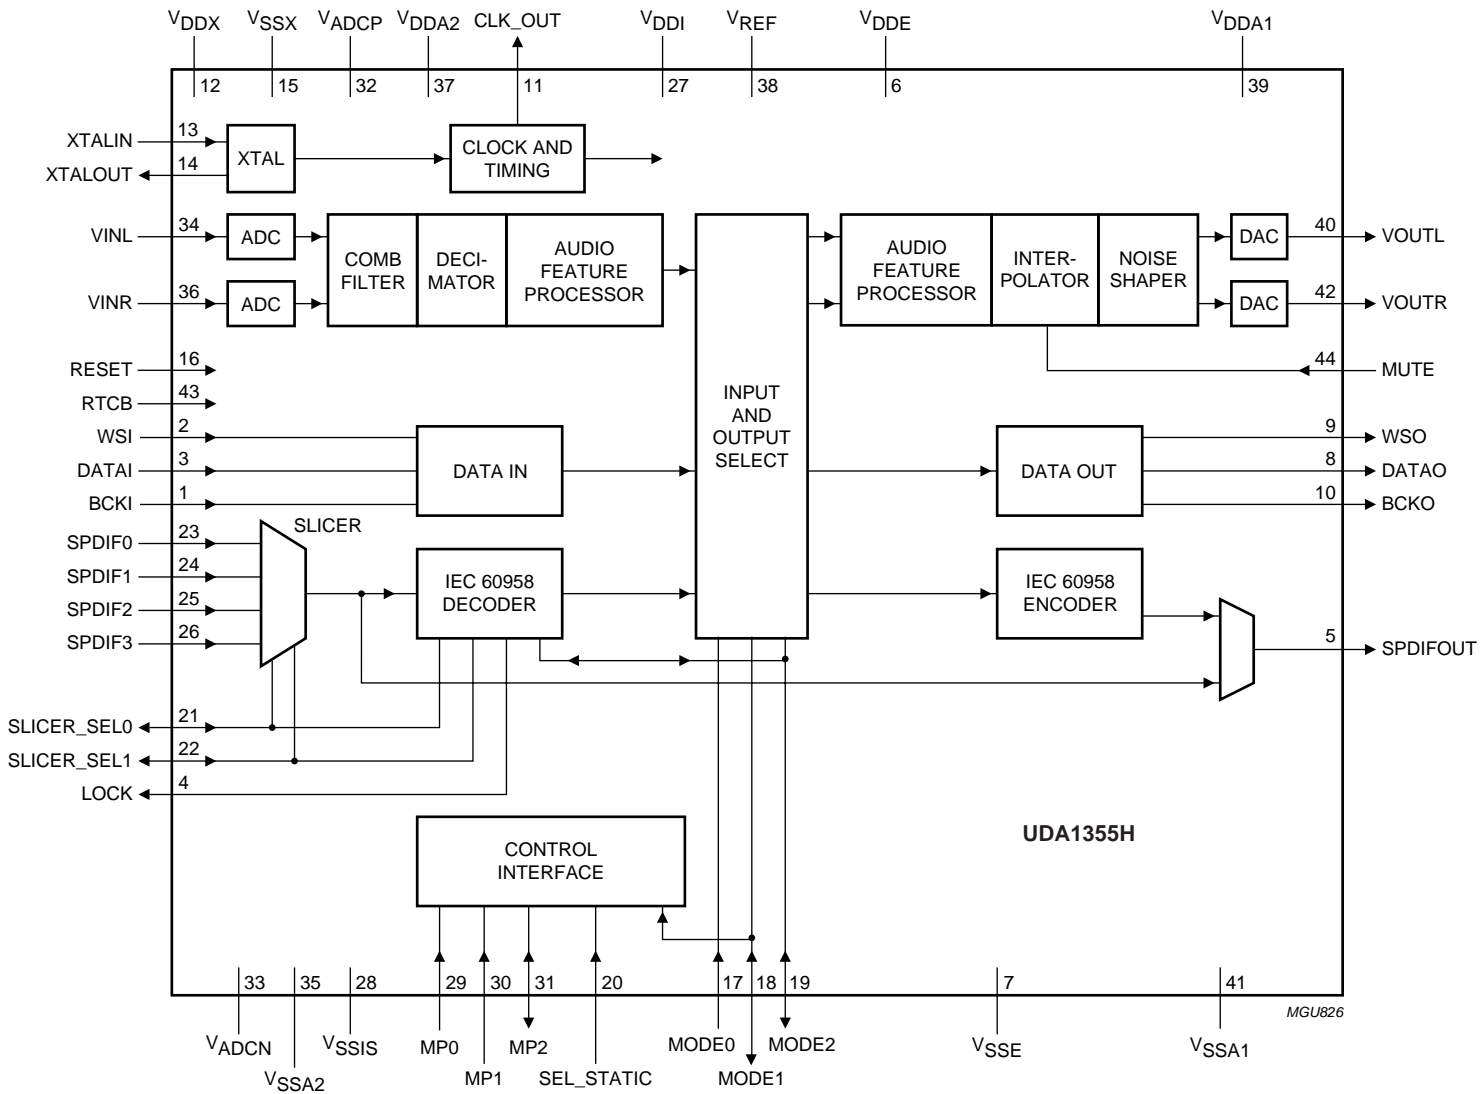 VDDX VSSX VADCP VDDA2 CLK_OUT VDDI VREF VDDE VDDA1
12 15 32 37 11 27 38 6 39
XTALIN 13
XTALOUT 14
XTAL
CLOCK AND
TIMING
VINL 34
ADC
VINR 36
ADC
COMB
FILTER
DECI-
MATOR
AUDIO
FEATURE
PROCESSOR
INPUT
AND
OUTPUT
SELECT
AUDIO
FEATURE
PROCESSOR
INTER-
POLATOR
NOISE
SHAPER
DAC
40 VOUTL
DAC
42 VOUTR
RESET 16
44 MUTE
RTCB 43
WSI 2
DATAI 3
BCKI 1
DATA IN
DATA OUT
9 WSO
8 DATAO
10 BCKO
SLICER
SPDIF0 23
SPDIF1 24
SPDIF2 25
SPDIF3 26
IEC 60958
DECODER
IEC 60958
ENCODER
5 SPDIFOUT
SLICER_SEL0 21
SLICER_SEL1 22
LOCK 4
CONTROL
INTERFACE
UDA1355H
33 35 28 29 30 31 20 17 18 19 7 41
MGU826
VADCN VSSIS MP0 MP2 MODE0 MODE2 VSSE VSSA1
VSSA2 MP1 SEL_STATIC MODE1